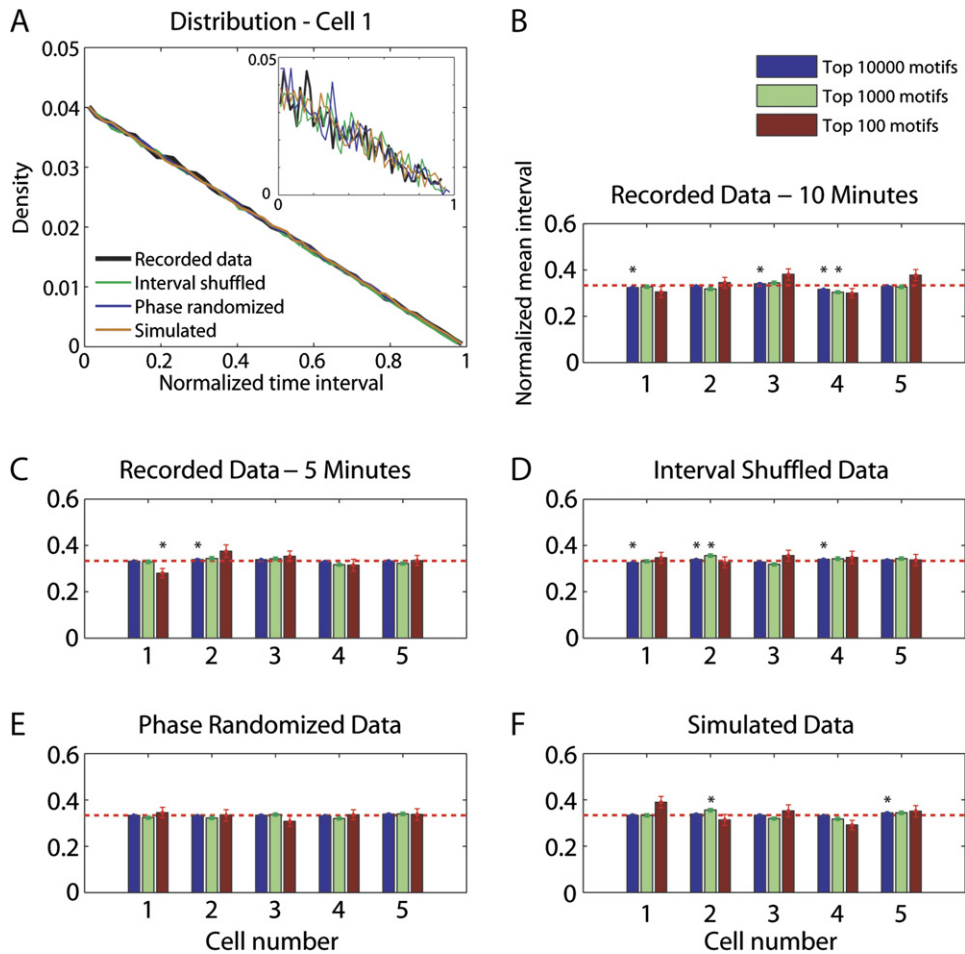 A
Distribution - Cell 1
0.05
0.04
0.03
0.02
0.01
0
Density
0.05
0
0
1
Recorded data
Interval shuffled
Phase randomized
Simulated
0
0.2
0.4
0.6
0.8
1
Normalized time interval
B
Top 10000 motifs
Top 1000 motifs
Top 100 motifs
Recorded Data – 10 Minutes
Normalized mean interval
0.6
0.4
0.2
0
* * * *
1 2 3 4 5
C
Recorded Data – 5 Minutes
0.6
0.4
0.2
0
* *
1 2 3 4 5
D
Interval Shuffled Data
0.6
0.4
0.2
0
* * * *
1 2 3 4 5
E
Phase Randomized Data
0.6
0.4
0.2
0
1 2 3 4 5
Cell number
F
Simulated Data
0.6
0.4
0.2
0
* *
1 2 3 4 5
Cell number